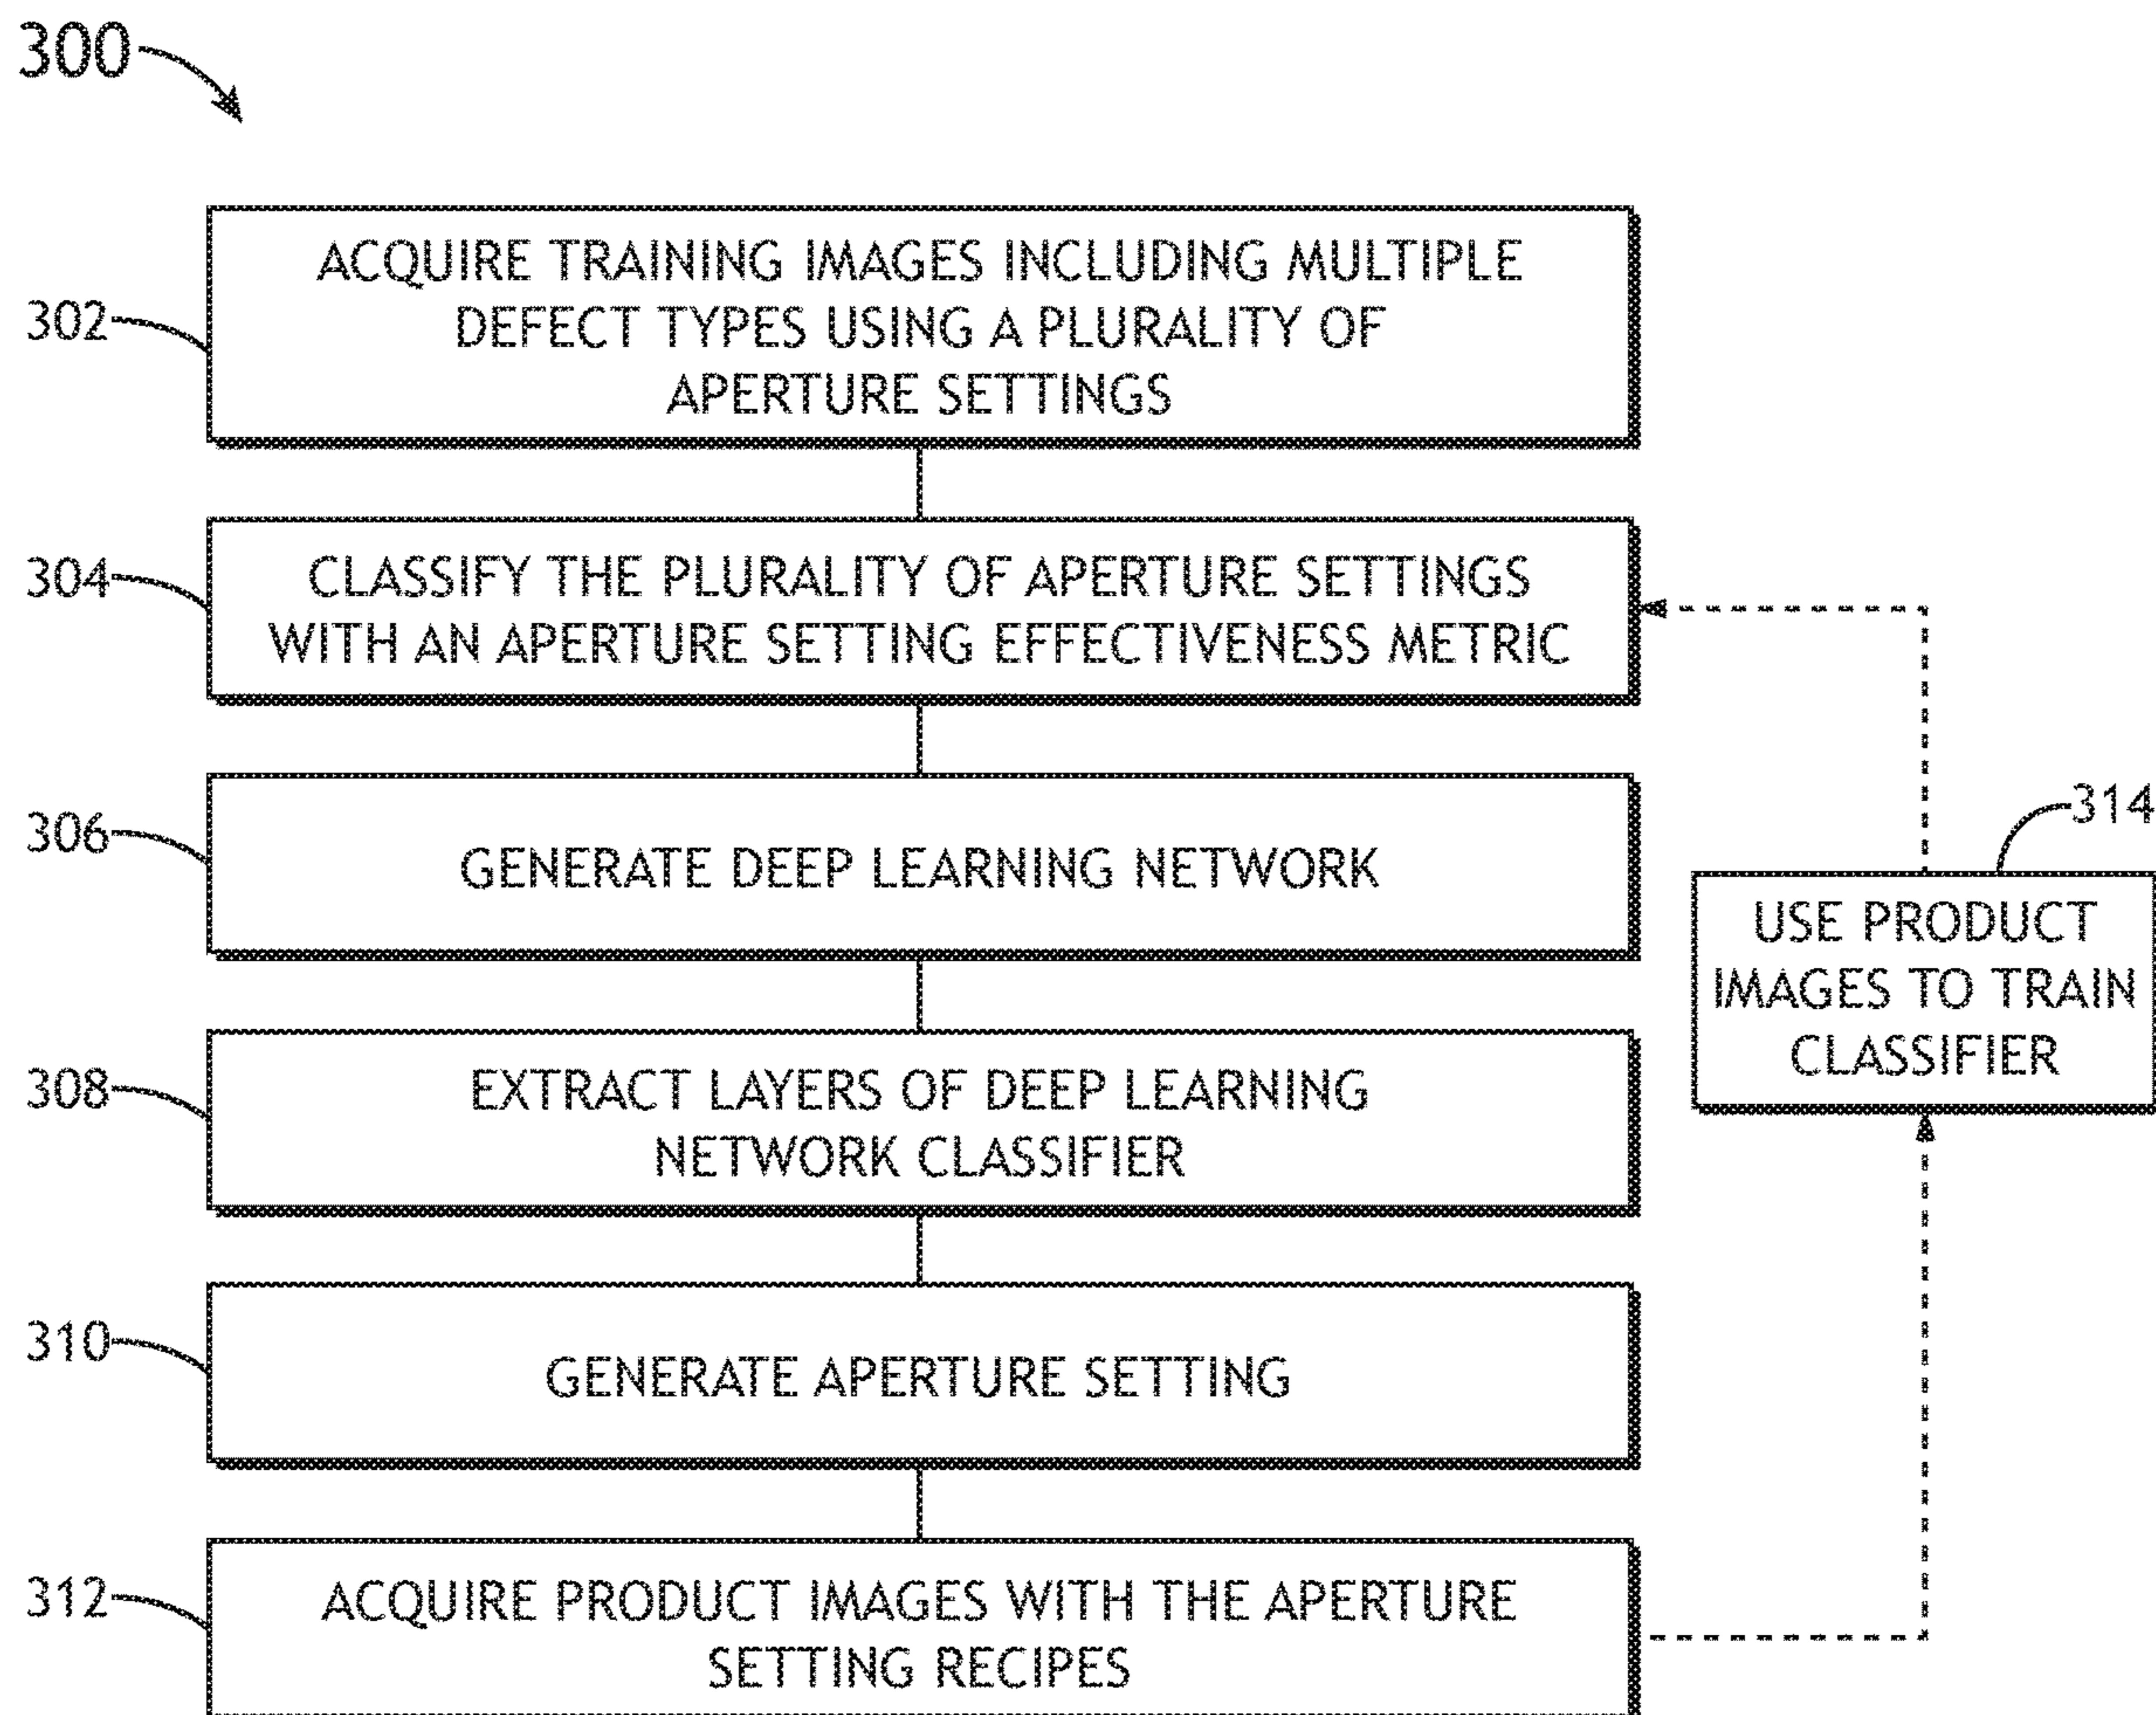 300
302
ACQUIRE TRAINING IMAGES INCLUDING MULTIPLE
DEFECT TYPES USING A PLURALITY OF
APERTURE SETTINGS
304
CLASSIFY THE PLURALITY OF APERTURE SETTINGS
WITH AN APERTURE SETTING EFFECTIVENESS METRIC
306
GENERATE DEEP LEARNING NETWORK
308
EXTRACT LAYERS OF DEEP LEARNING
NETWORK CLASSIFIER
310
GENERATE APERTURE SETTING
312
ACQUIRE PRODUCT IMAGES WITH THE APERTURE
SETTING RECIPES
314
USE PRODUCT
IMAGES TO TRAIN
CLASSIFIER